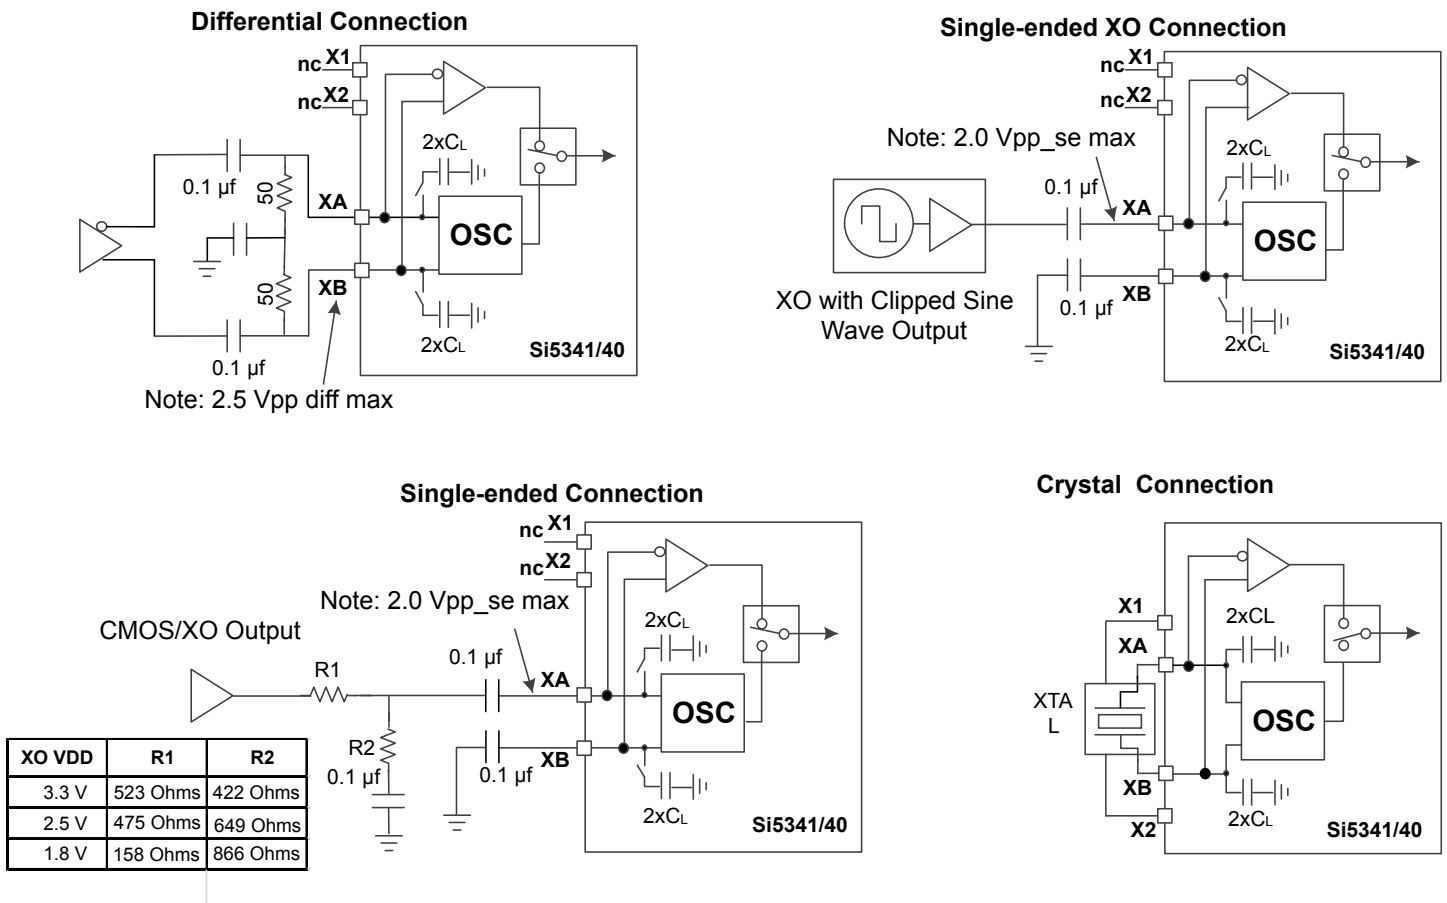 Differential Connection
X1
nc
X2
nc
2xCL
0.1 µf
50
XA
OSC
50
XB
2xCL
0.1 µf
Si5341/40
Note: 2.5 Vpp diff max
Single-ended XO Connection
X1
nc
X2
nc
Note: 2.0 Vpp_se max
2xCL
0.1 µf
XA
OSC
XB
0.1 µf
XO with Clipped Sine
Wave Output
2xCL
Si5341/40
Single-ended Connection
X1
nc
X2
nc
Note: 2.0 Vpp_se max
CMOS/XO Output
2xCL
0.1 µf
R1
XA
OSC
R2
XB
0.1 µf
0.1 µf
2xCL
Si5341/40
XO VDD R1 R2
3.3 V 523 Ohms 422 Ohms
2.5 V 475 Ohms 649 Ohms
1.8 V 158 Ohms 866 Ohms
Crystal Connection
X1
2xCL
XA
XTA
L
OSC
XB
2xCL
X2
Si5341/40